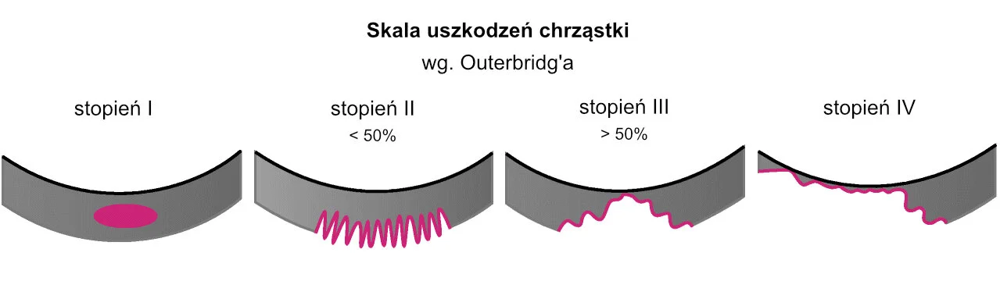 Skala uszkodzeń chrząstki
wg. Outerbridg'a
stopień I
stopień II
< 50%
stopień III
> 50%
stopień IV